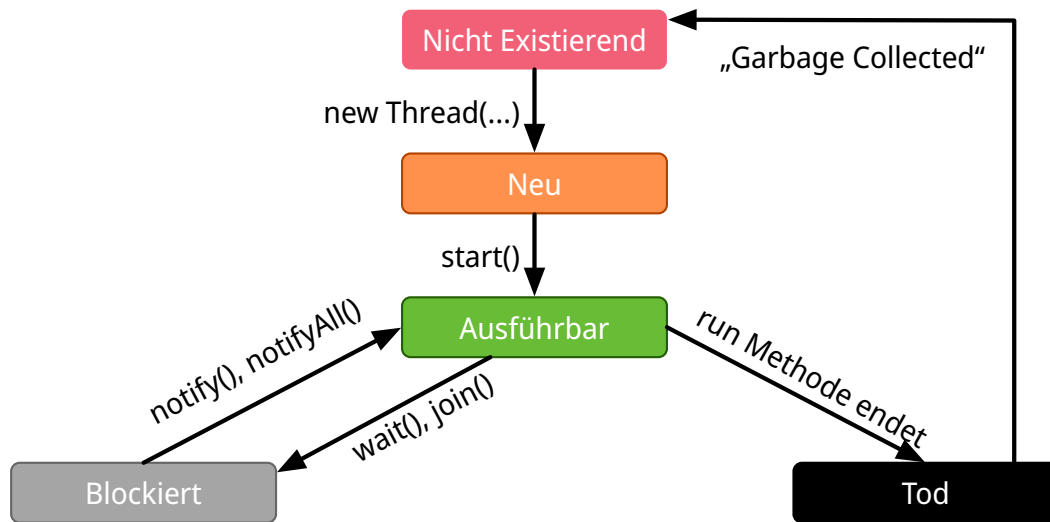 Nicht Existierend
„Garbage Collected“
new Thread(...)
Neu
start()
Ausführbar
notify(), notifyAll()
wait(), join()
run Methode endet
Blockiert
Tod